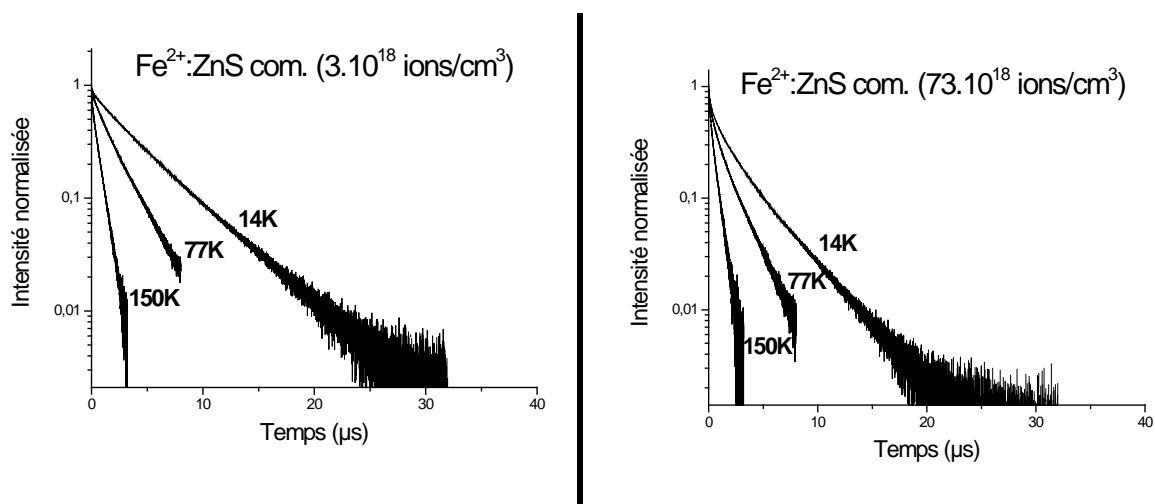 Fe²⁺:ZnS com. (3.10¹⁸ ions/cm³)
Intensité normalisée
1
0,1
0,01
14K
77K
150K
0 10 20 30 40
Temps (µs)
Fe²⁺:ZnS com. (73.10¹⁸ ions/cm³)
Intensité normalisée
1
0,1
0,01
14K
77K
150K
0 10 20 30 40
Temps (µs)